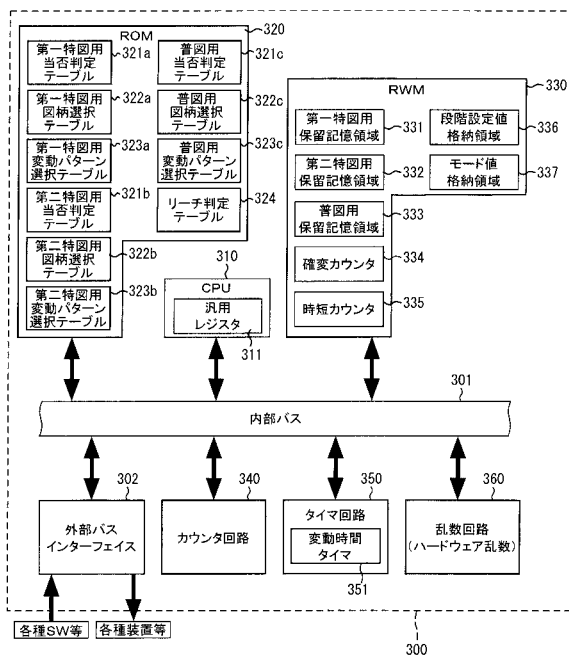 ROM
320
第一特図用
当否判定
テーブル
321a
普図用
当否判定
テーブル
321c
第一特図用
図柄選択
テーブル
322a
普図用
図柄選択
テーブル
322c
第一特図用
変動パターン
選択テーブル
323a
普図用
変動パターン
選択テーブル
323c
第二特図用
当否判定
テーブル
321b
リーチ判定
テーブル
324
第二特図用
図柄選択
テーブル
322b
第二特図用
変動パターン
選択テーブル
323b
310
CPU
汎用
レジスタ
311
RWM
330
第一特図用
保留記憶領域
331
段階設定値
格納領域
336
第二特図用
保留記憶領域
332
モード値
格納領域
337
普図用
保留記憶領域
333
確変カウンタ
334
時短カウンタ
335
301
内部バス
302
外部バス
インターフェイス
340
カウンタ回路
350
タイマ回路
変動時間
タイマ
351
360
乱数回路
(ハードウェア乱数)
各種SW等
各種装置等
300